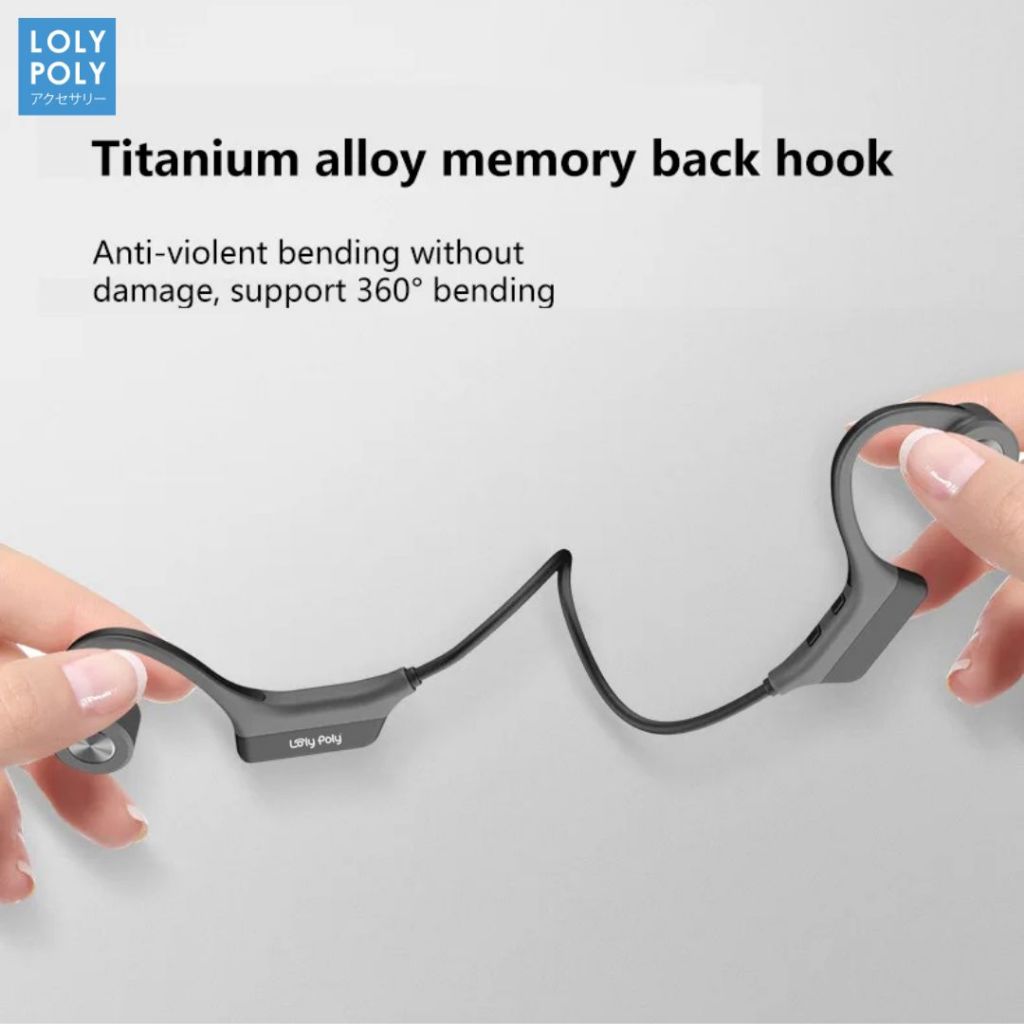 LOLY
POLY
アクセサリー
Titanium alloy memory back hook
Anti-violent bending without
damage, support 360° bending
Loly Poly